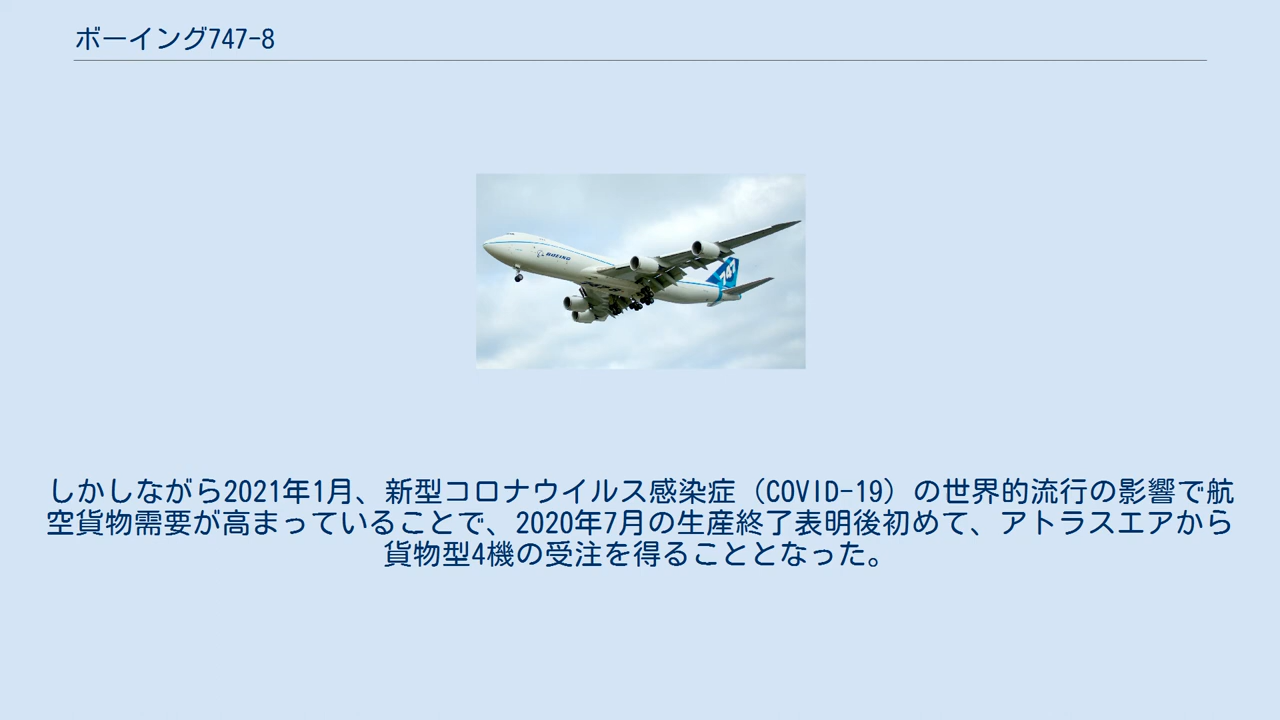 ボーイング747-8
BOEING
747
しかしながら2021年1月、新型コロナウイルス感染症（COVID-19）の世界的流行の影響で航
空貨物需要が高まっていることで、2020年7月の生産終了表明後初めて、アトラスエアから
貨物型4機の受注を得ることとなった。